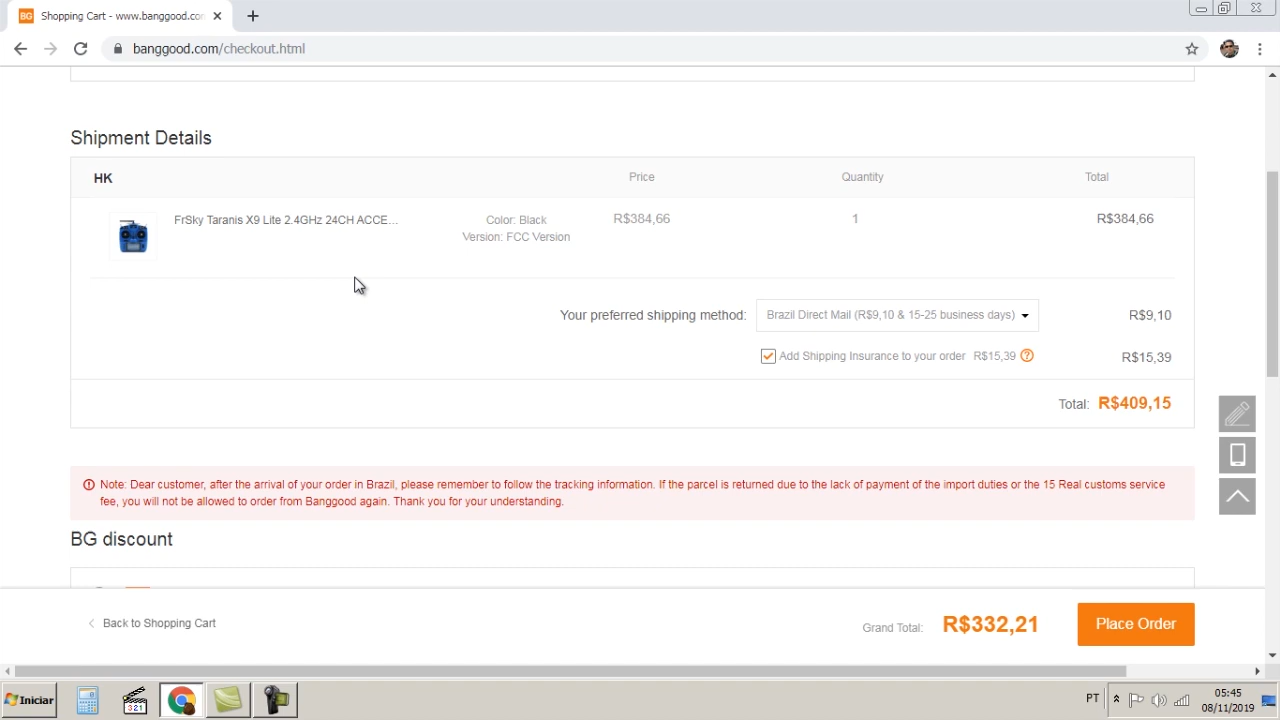 BG Shopping Cart - www.banggood.con
banggood.com/checkout.html
Shipment Details
HK Price Quantity Total
FrSky Taranis X9 Lite 2.4GHz 24CH ACCE... Color: Black R$384,66 1 R$384,66
Version: FCC Version
Your preferred shipping method: Brazil Direct Mail (R$9,10 & 15-25 business days) R$9,10
Add Shipping Insurance to your order R$15,39 ? R$15,39
Total: R$409,15
Note: Dear customer, after the arrival of your order in Brazil, please remember to follow the tracking information. If the parcel is returned due to the lack of payment of the import duties or the 15 Real customs service
fee, you will not be allowed to order from Banggood again. Thank you for your understanding.
BG discount
Back to Shopping Cart Grand Total: R$332,21 Place Order
Iniciar 321 PT 05:45
08/11/2019